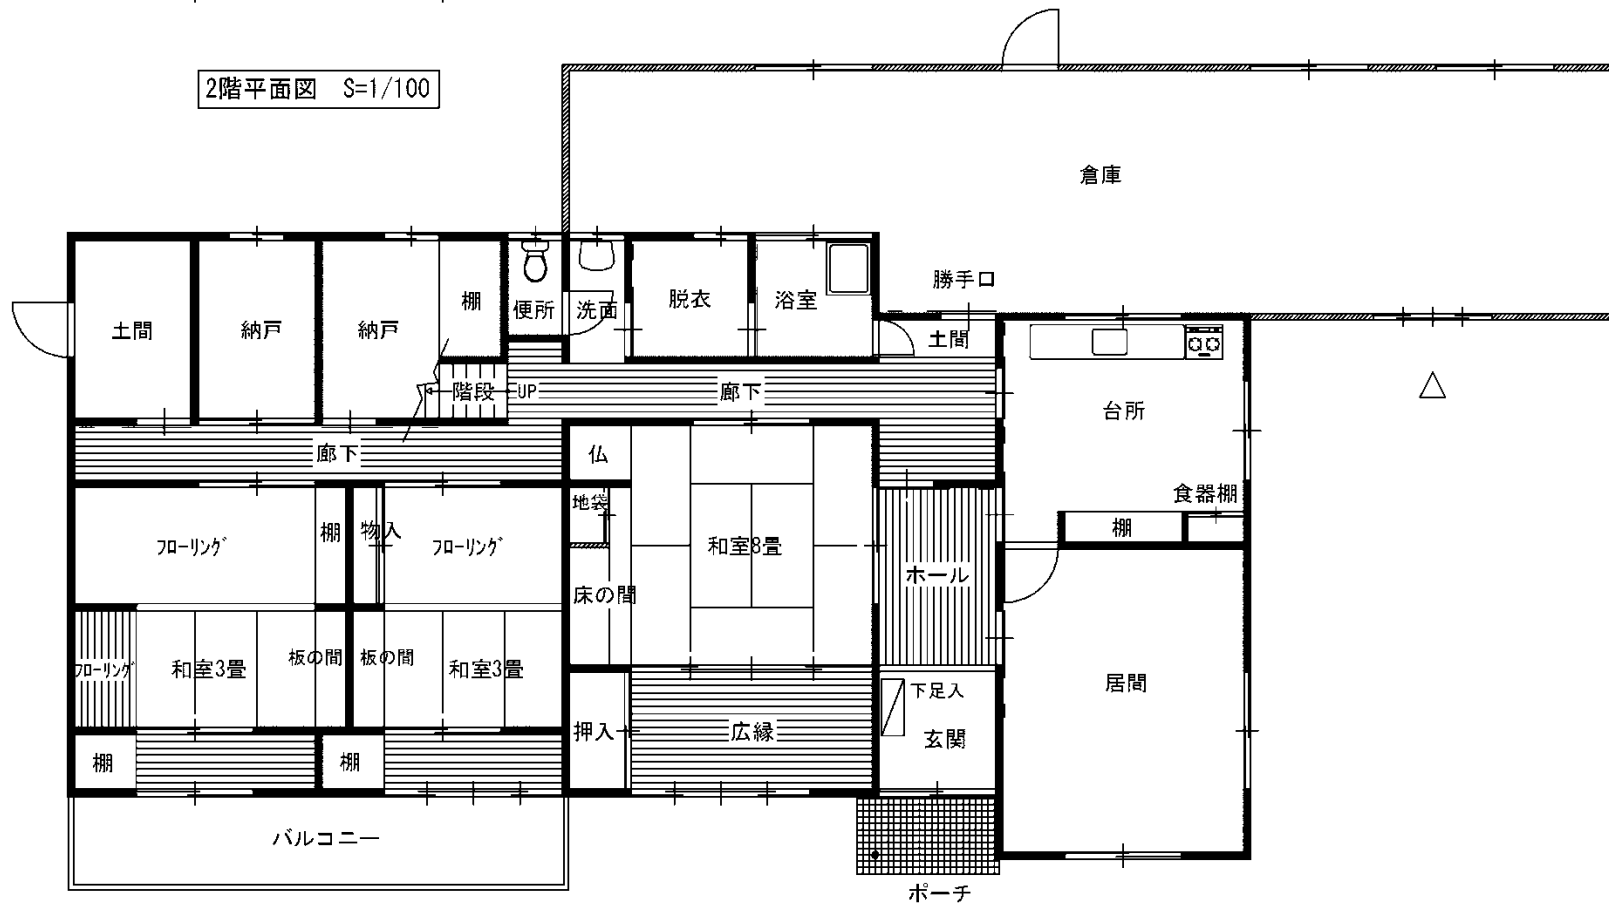 2階平面図 S=1/100
倉庫
勝手口
土間
納戸
納戸
棚
便所
洗面
脱衣
浴室
土間
階段
UP
廊下
台所
廊下
仏
地袋
食器棚
棚
ﾌﾛｰﾘﾝｸﾞ
棚
物入
ﾌﾛｰﾘﾝｸﾞ
和室8畳
床の間
ホール
ﾌﾛｰﾘﾝｸﾞ
和室3畳
板の間
板の間
和室3畳
下足入
居間
棚
棚
押入
広縁
玄関
バルコニー
ポーチ